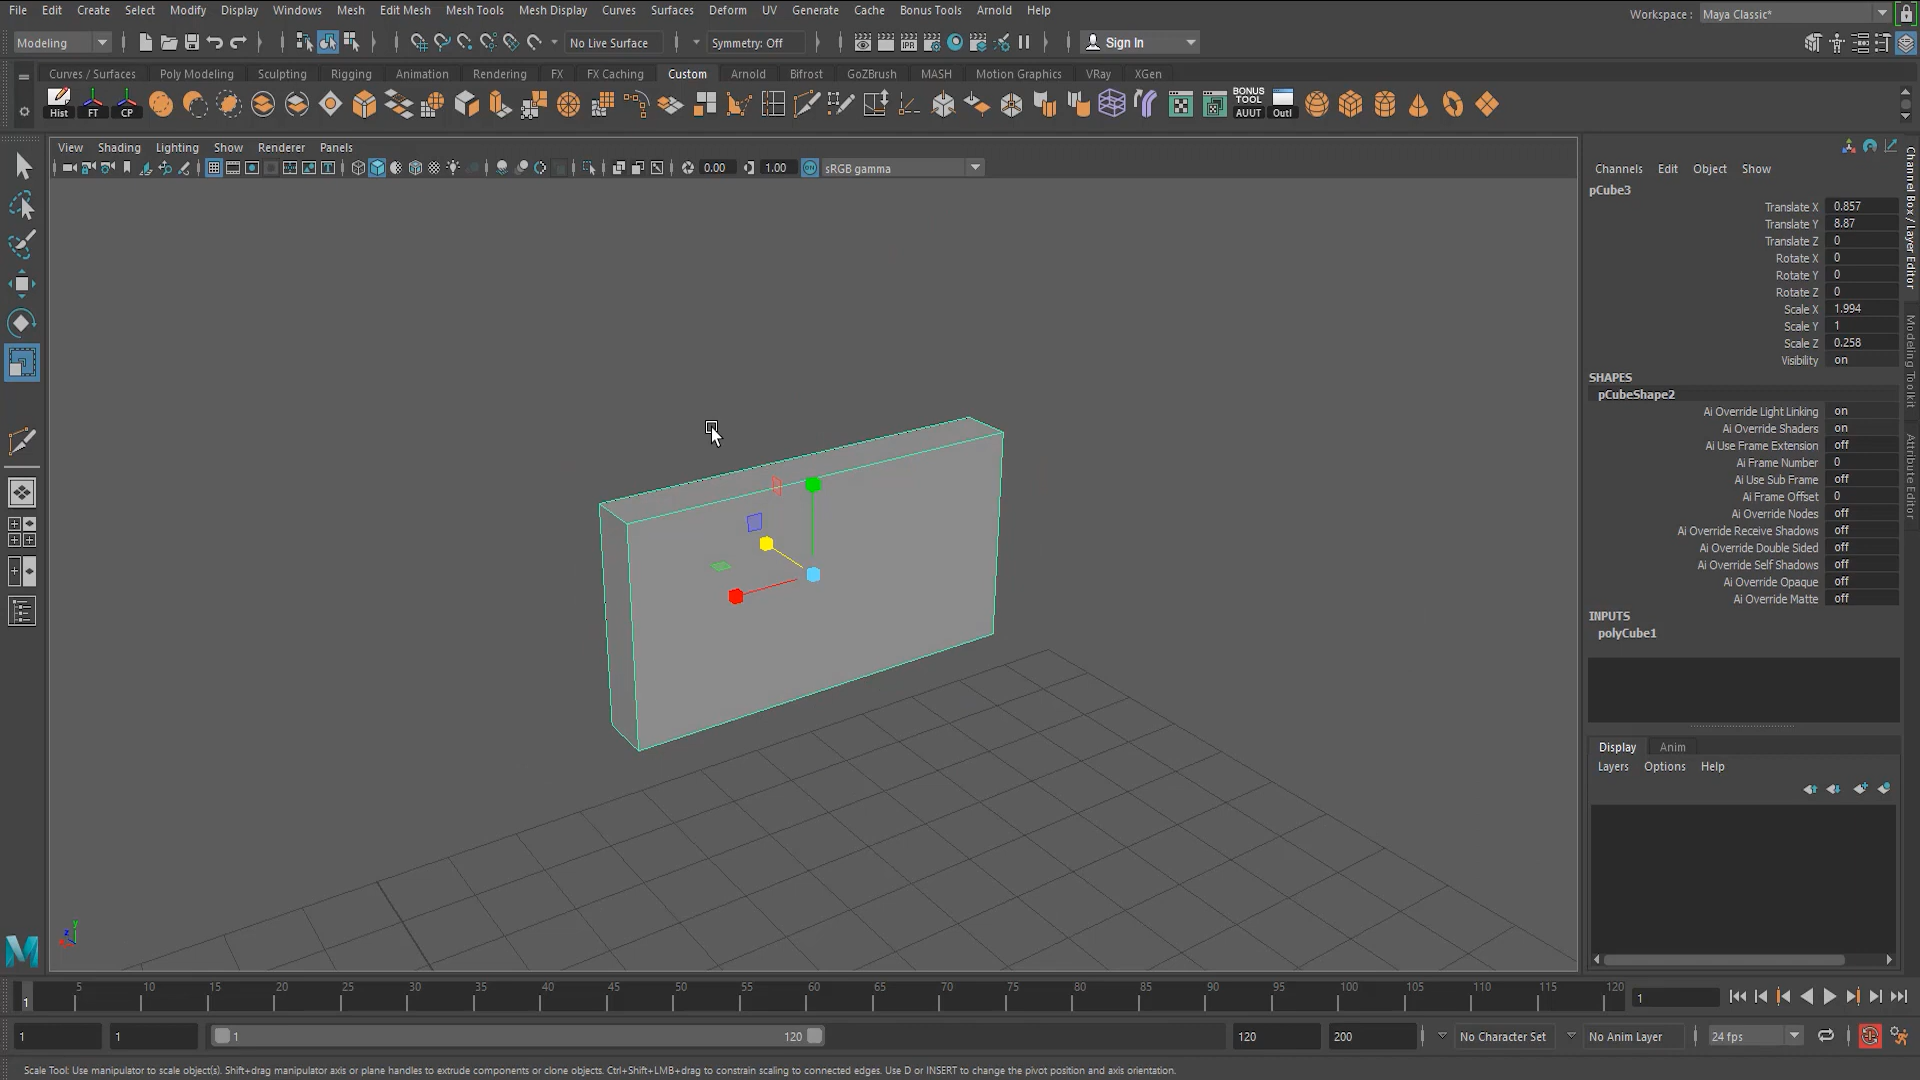 File Edit Create Select Modify Display Windows Mesh Edit Mesh Mesh Tools Mesh Display Curves Surfaces Deform UV Generate Cache Bonus Tools Arnold Help
Workspace : Maya Classic*
Modeling
No Live Surface
Symmetry: Off
Sign In
Curves / Surfaces Poly Modeling Sculpting Rigging Animation Rendering FX FX Caching Custom Arnold Bifrost GoZBrush MASH Motion Graphics VRay XGen
IPR
Hist FT CP
BONUS TOOL
AUUT Outl
View Shading Lighting Show Renderer Panels
0.00 1.00 sRGB gamma
Channels Edit Object Show
pCube3
Translate X 0.857
Translate Y 8.87
Translate Z 0
Rotate X 0
Rotate Y 0
Rotate Z 0
Scale X 1.994
Scale Y 1
Scale Z 0.258
Visibility on
SHAPES
pCubeShape2
Ai Override Light Linking on
Ai Override Shaders on
Ai Use Frame Extension off
Ai Frame Number 0
Ai Use Sub Frame off
Ai Frame Offset 0
Ai Override Nodes off
Ai Override Receive Shadows off
Ai Override Double Sided off
Ai Override Self Shadows off
Ai Override Opaque off
Ai Override Matte off
INPUTS
polyCube1
Display Anim
Layers Options Help
Channel Box / Layer Editor
Modeling Toolkit
Attribute Editor
1 5 10 15 20 25 30 35 40 45 50 55 60 65 70 75 80 85 90 95 100 105 110 115 120
1
1 1 1 120 120 200 No Character Set No Anim Layer 24 fps
Scale Tool: Use manipulator to scale object(s). Shift+drag manipulator axis or plane handles to extrude components or clone objects. Ctrl+Shift+LMB+drag to constrain scaling to connected edges. Use D or INSERT to change the pivot position and axis orientation.